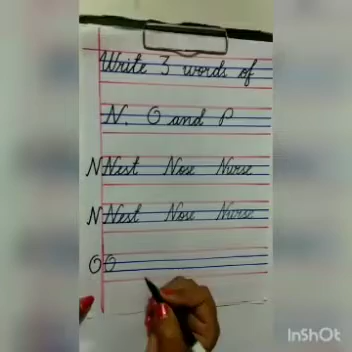 Write 3 words of
N, O and P
N Nest Nose Nurse
N Nest Nose Nurse
O O
InShOt